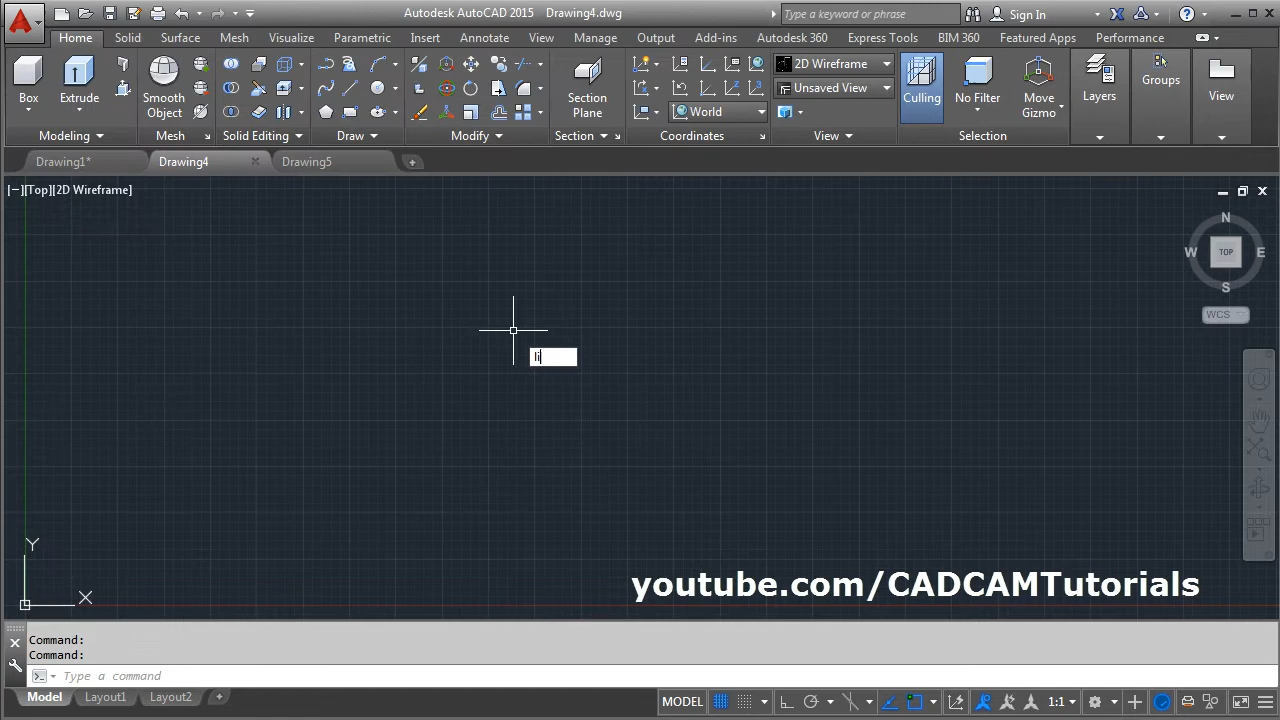 Autodesk AutoCAD 2015 Drawing4.dwg
Type a keyword or phrase
Sign In
Home Solid Surface Mesh Visualize Parametric Insert Annotate View Manage Output Add-ins Autodesk 360 Express Tools BIM 360 Featured Apps Performance
2D Wireframe
Unsaved View
World
Box Extrude Smooth Object Section Plane Culling No Filter Move Gizmo Layers Groups View
Modeling Mesh Solid Editing Draw Modify Section Coordinates View Selection
Drawing1* Drawing4 Drawing5
[−][Top][2D Wireframe]
N
W TOP E
S
WCS
li
Y
X
youtube.com/CADCAMTutorials
Command:
Command:
Type a command
Model Layout1 Layout2 MODEL 1:1